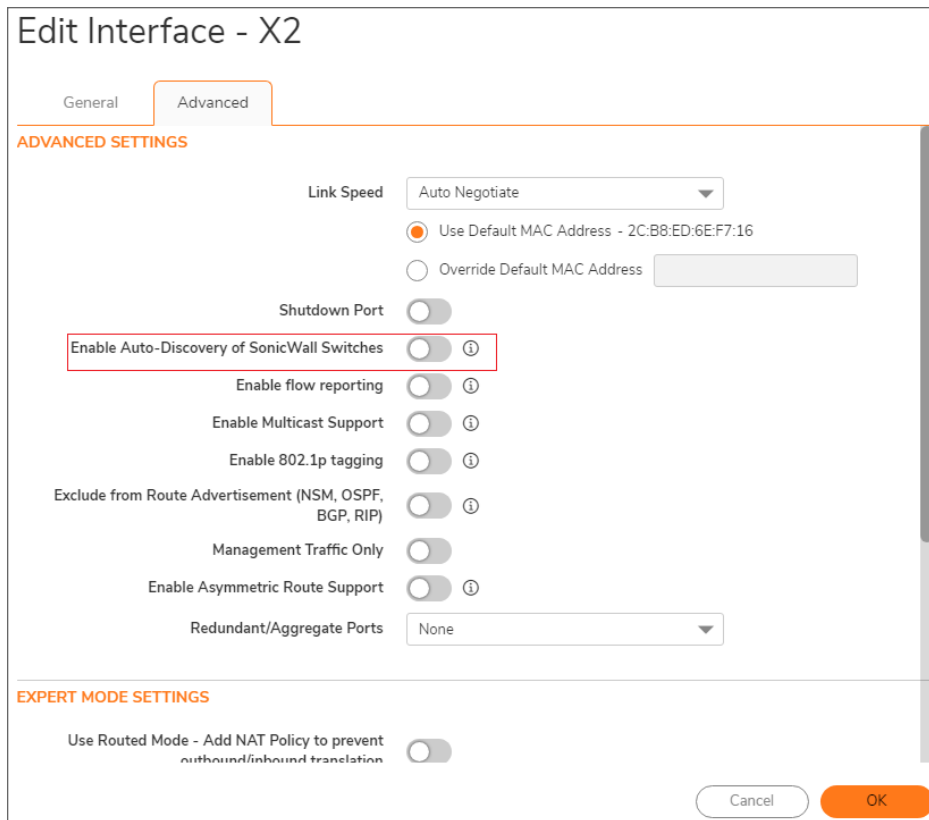 Edit Interface - X2
General
Advanced
ADVANCED SETTINGS
Link Speed
Auto Negotiate
Use Default MAC Address - 2C:B8:ED:6E:F7:16
Override Default MAC Address
Shutdown Port
Enable Auto-Discovery of SonicWall Switches
Enable flow reporting
Enable Multicast Support
Enable 802.1p tagging
Exclude from Route Advertisement (NSM, OSPF,
BGP, RIP)
Management Traffic Only
Enable Asymmetric Route Support
Redundant/Aggregate Ports
None
EXPERT MODE SETTINGS
Use Routed Mode - Add NAT Policy to prevent
outbound/inbound translation
Cancel
OK